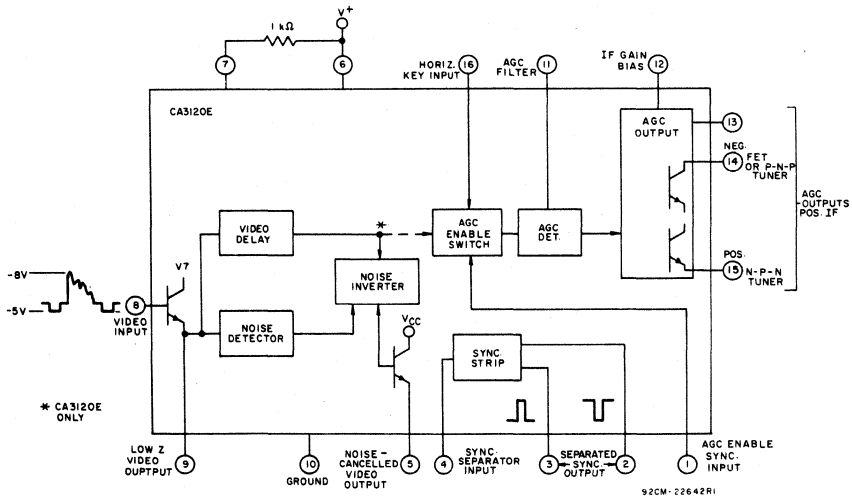 1 kΩ
V+
7
6
HORIZ.
KEY INPUT
16
AGC
FILTER
11
IF GAIN
BIAS
12
CA3120E
AGC
OUTPUT
13
NEG.
14
FET
OR P-N-P
TUNER
AGC
OUTPUTS
POS. IF
POS.
15
N-P-N
TUNER
VIDEO
DELAY
*
AGC
ENABLE
SWITCH
AGC
DET.
NOISE
INVERTER
V7
-8V
-5V
8
VIDEO
INPUT
NOISE
DETECTOR
VCC
SYNC.
STRIP
* CA3120E
ONLY
LOW Z
VIDEO
OUPTPUT
9
10
GROUND
NOISE-
CANCELLED
VIDEO
OUTPUT
5
4
SYNC.
SEPARATOR
INPUT
3
SEPARATED
SYNC.
OUTPUT
2
1
AGC ENABLE
SYNC.
INPUT
92CM-22642R1